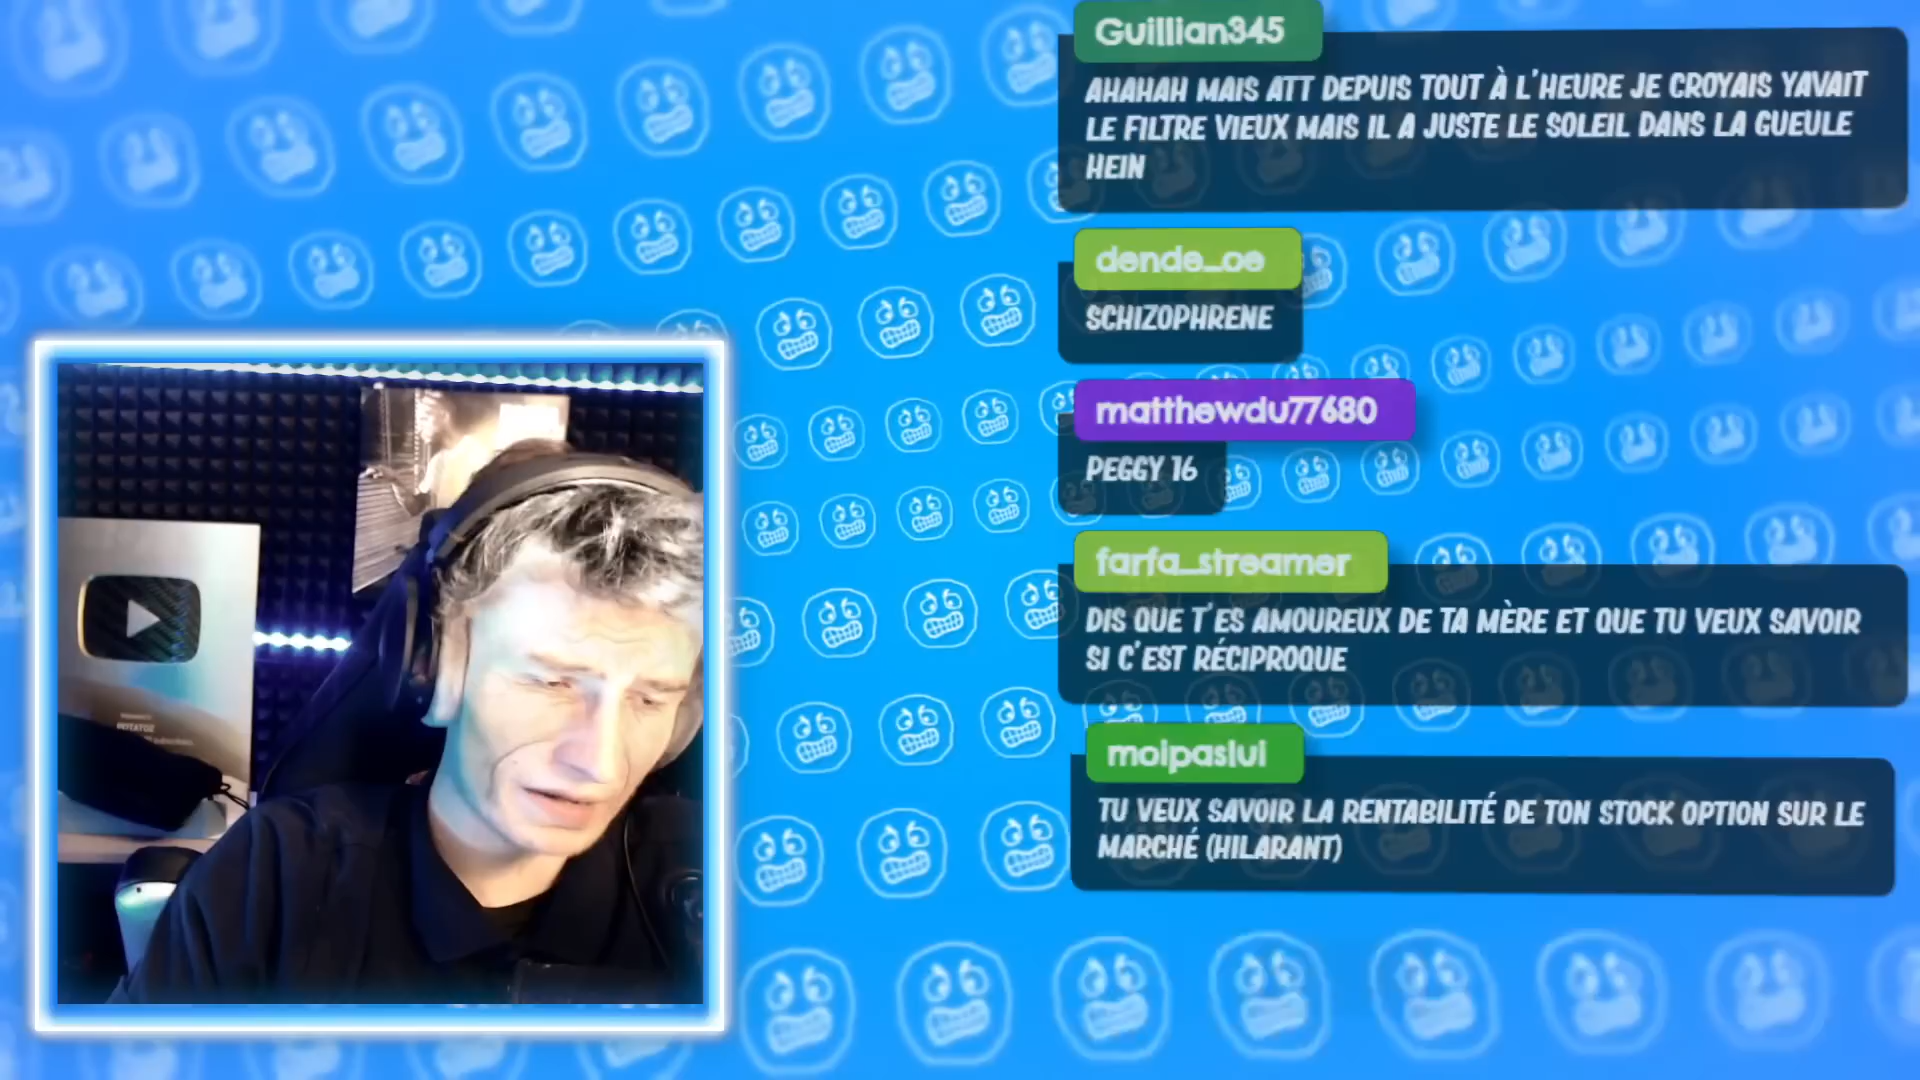 Guillian345
AHAHAH MAIS ATT DEPUIS TOUT À L'HEURE JE CROYAIS YAVAIT
LE FILTRE VIEUX MAIS IL A JUSTE LE SOLEIL DANS LA GUEULE
HEIN
dende_oe
SCHIZOPHRENE
matthewdu77680
PEGGY 16
farfa_streamer
DIS QUE T'ES AMOUREUX DE TA MÈRE ET QUE TU VEUX SAVOIR
SI C'EST RÉCIPROQUE
moipaslui
TU VEUX SAVOIR LA RENTABILITÉ DE TON STOCK OPTION SUR LE
MARCHÉ (HILARANT)